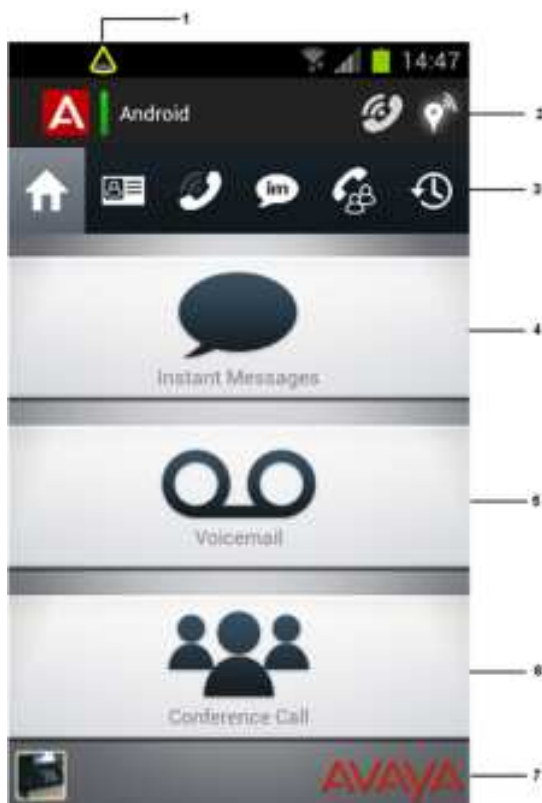 1
14:47
A Android
2
im
3
Instant Messages
4
Voicemail
5
Conference Call
6
AVAYA
7